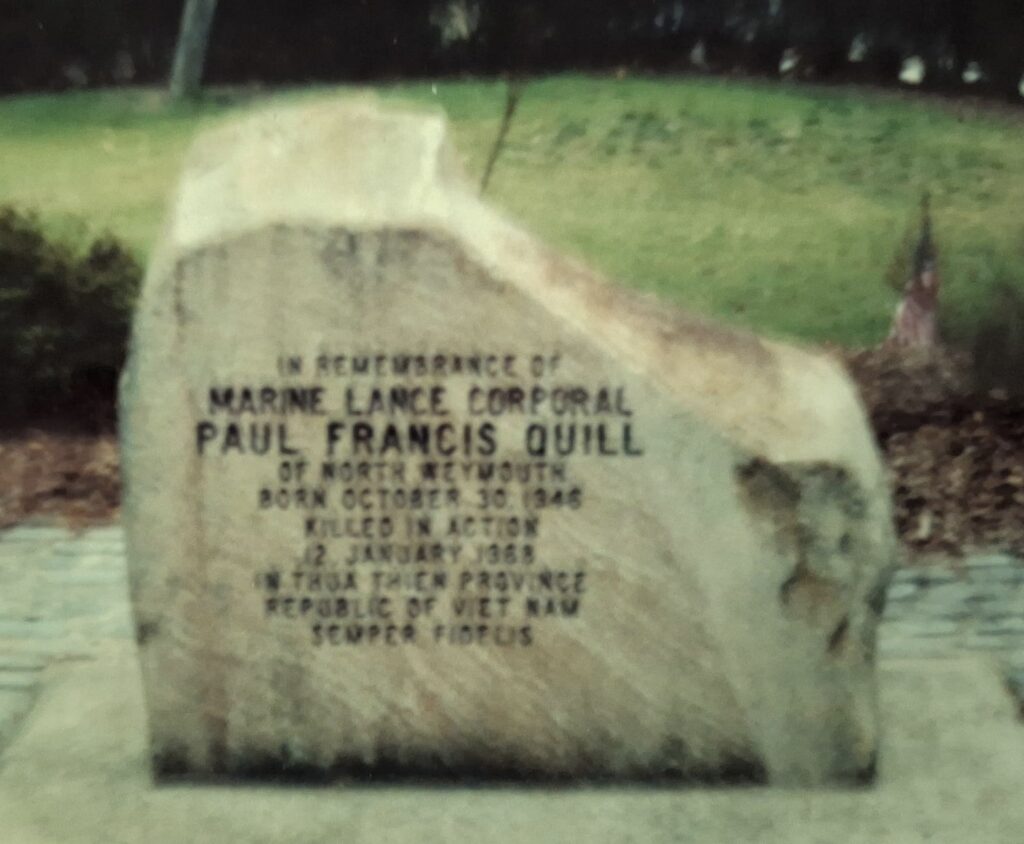 IN REMEMBRANCE OF
MARINE LANCE CORPORAL
PAUL FRANCIS QUILL
OF NORTH WEYMOUTH
BORN OCTOBER 30, 1946
KILLED IN ACTION
12, JANUARY, 1968
IN THUA THIEN PROVINCE
REPUBLIC OF VIET NAM
SEMPER FIDELIS